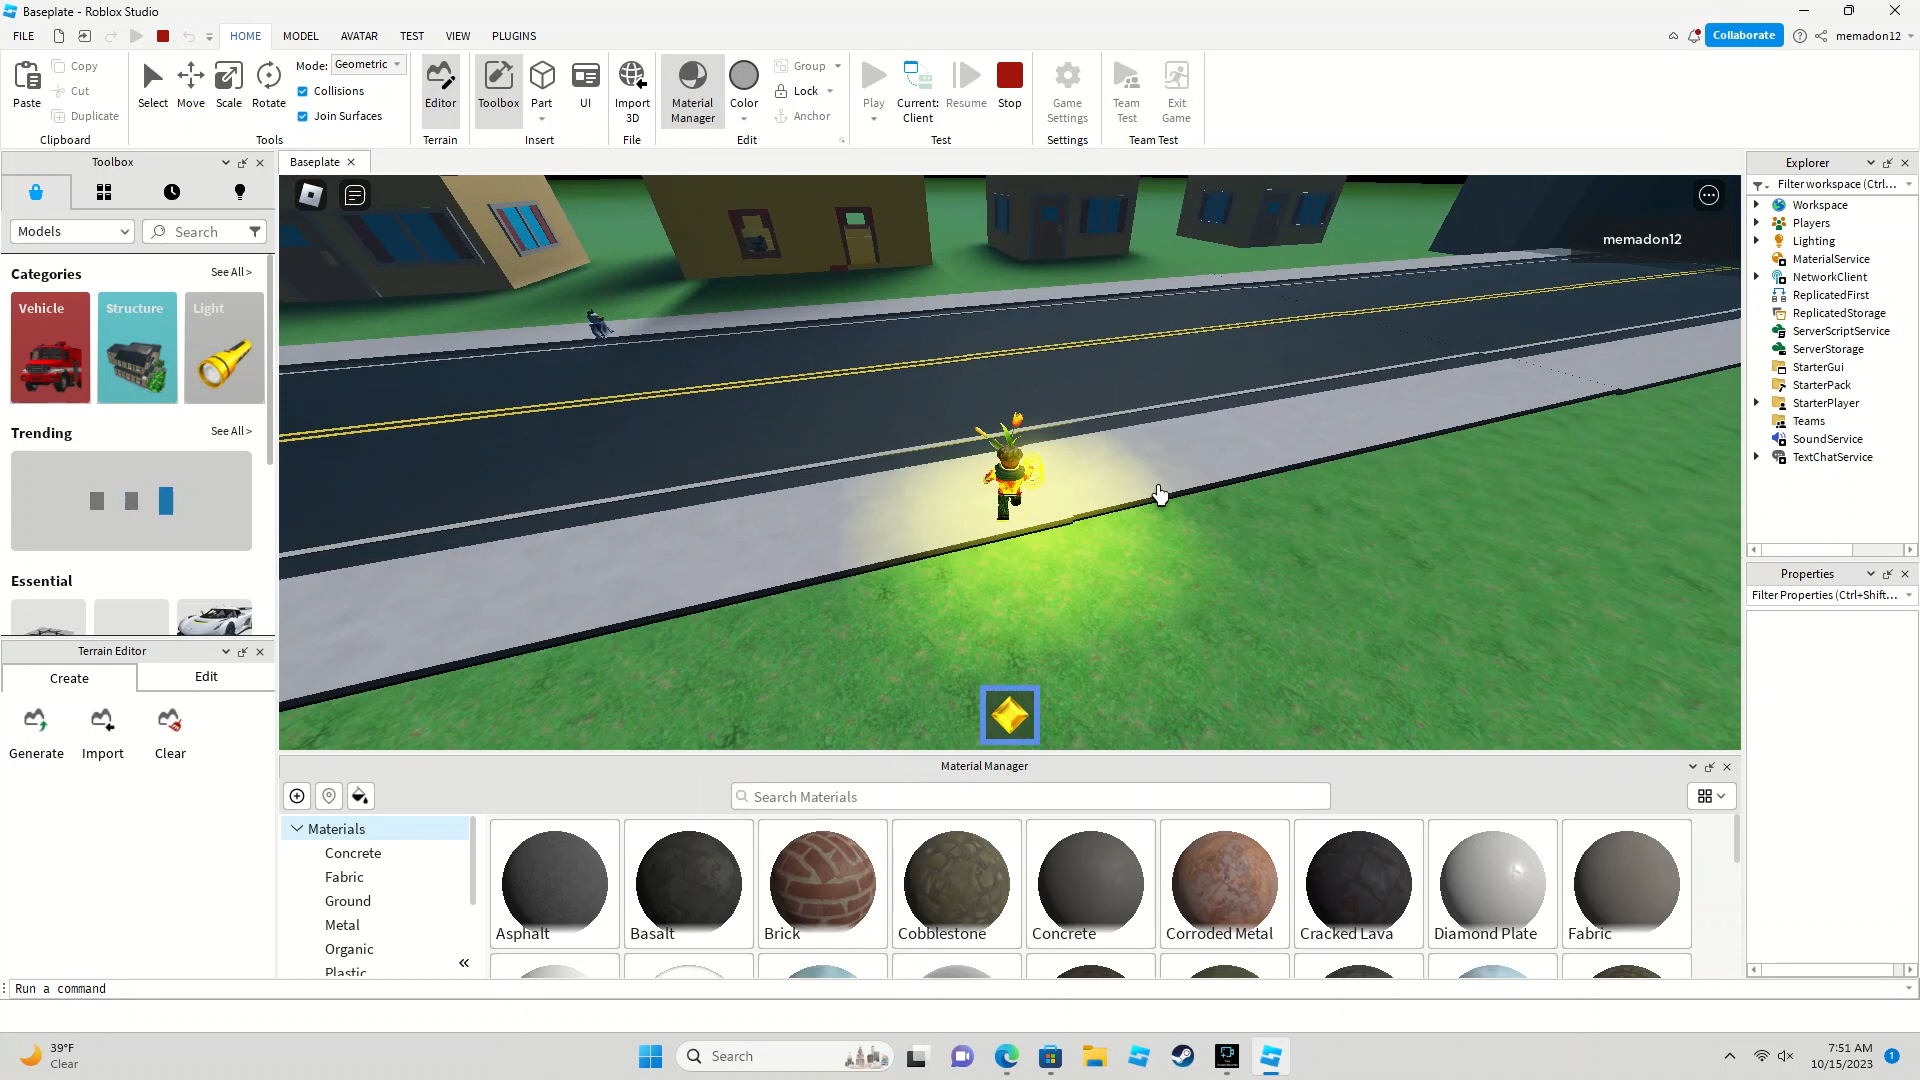 Baseplate - Roblox Studio
FILE
HOME
MODEL
AVATAR
TEST
VIEW
PLUGINS
Collaborate
memadon12
Paste
Copy
Cut
Duplicate
Clipboard
Select
Move
Scale
Rotate
Mode:
Geometric
Collisions
Join Surfaces
Tools
Editor
Terrain
Toolbox
Part
UI
Insert
Import
3D
File
Material
Manager
Color
Group
Lock
Anchor
Edit
Play
Current:
Client
Resume
Stop
Test
Game
Settings
Settings
Team
Test
Exit
Game
Team Test
Toolbox
Models
Search
Categories
See All >
Vehicle
Structure
Light
Trending
See All >
Essential
Terrain Editor
Create
Edit
Generate
Import
Clear
Baseplate
memadon12
Material Manager
Search Materials
Materials
Concrete
Fabric
Ground
Metal
Organic
Plastic
Asphalt
Basalt
Brick
Cobblestone
Concrete
Corroded Metal
Cracked Lava
Diamond Plate
Fabric
Explorer
Filter workspace (Ctrl...
Workspace
Players
Lighting
MaterialService
NetworkClient
ReplicatedFirst
ReplicatedStorage
ServerScriptService
ServerStorage
StarterGui
StarterPack
StarterPlayer
Teams
SoundService
TextChatService
Properties
Filter Properties (Ctrl+Shift...
Run a command
39°F
Clear
Search
7:51 AM
10/15/2023
1